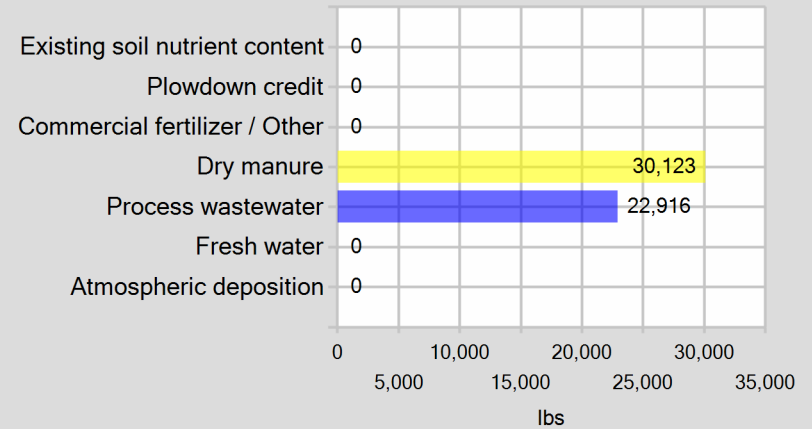 Existing soil nutrient content 0
Plowdown credit 0
Commercial fertilizer / Other 0
Dry manure 30,123
Process wastewater 22,916
Fresh water 0
Atmospheric deposition 0
0 10,000 20,000 30,000
5,000 15,000 25,000 35,000
lbs